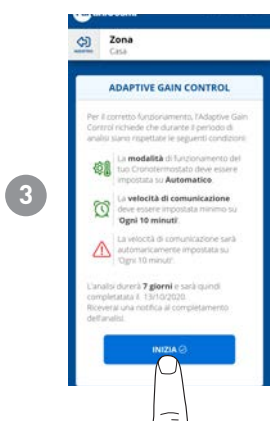 Zona
Casa
ADAPTIVE GAIN CONTROL
Per il corretto funzionamento, l'Adaptive Gain
Control richiede che durante il periodo di
analisi siano rispettate le seguenti condizioni:
La modalità di funzionamento del
tuo Cronotermostato deve essere
impostata su Automatico.
La velocità di comunicazione
deve essere impostata minimo su
'Ogni 10 minuti'.
La velocità di comunicazione sarà
automaticamente impostata su
'Ogni 10 minuti'.
3
L'analisi durerà 7 giorni e sarà quindi
completatata il 13/10/2020.
Riceverai una notifica al completamento
dell'analisi.
INIZIA